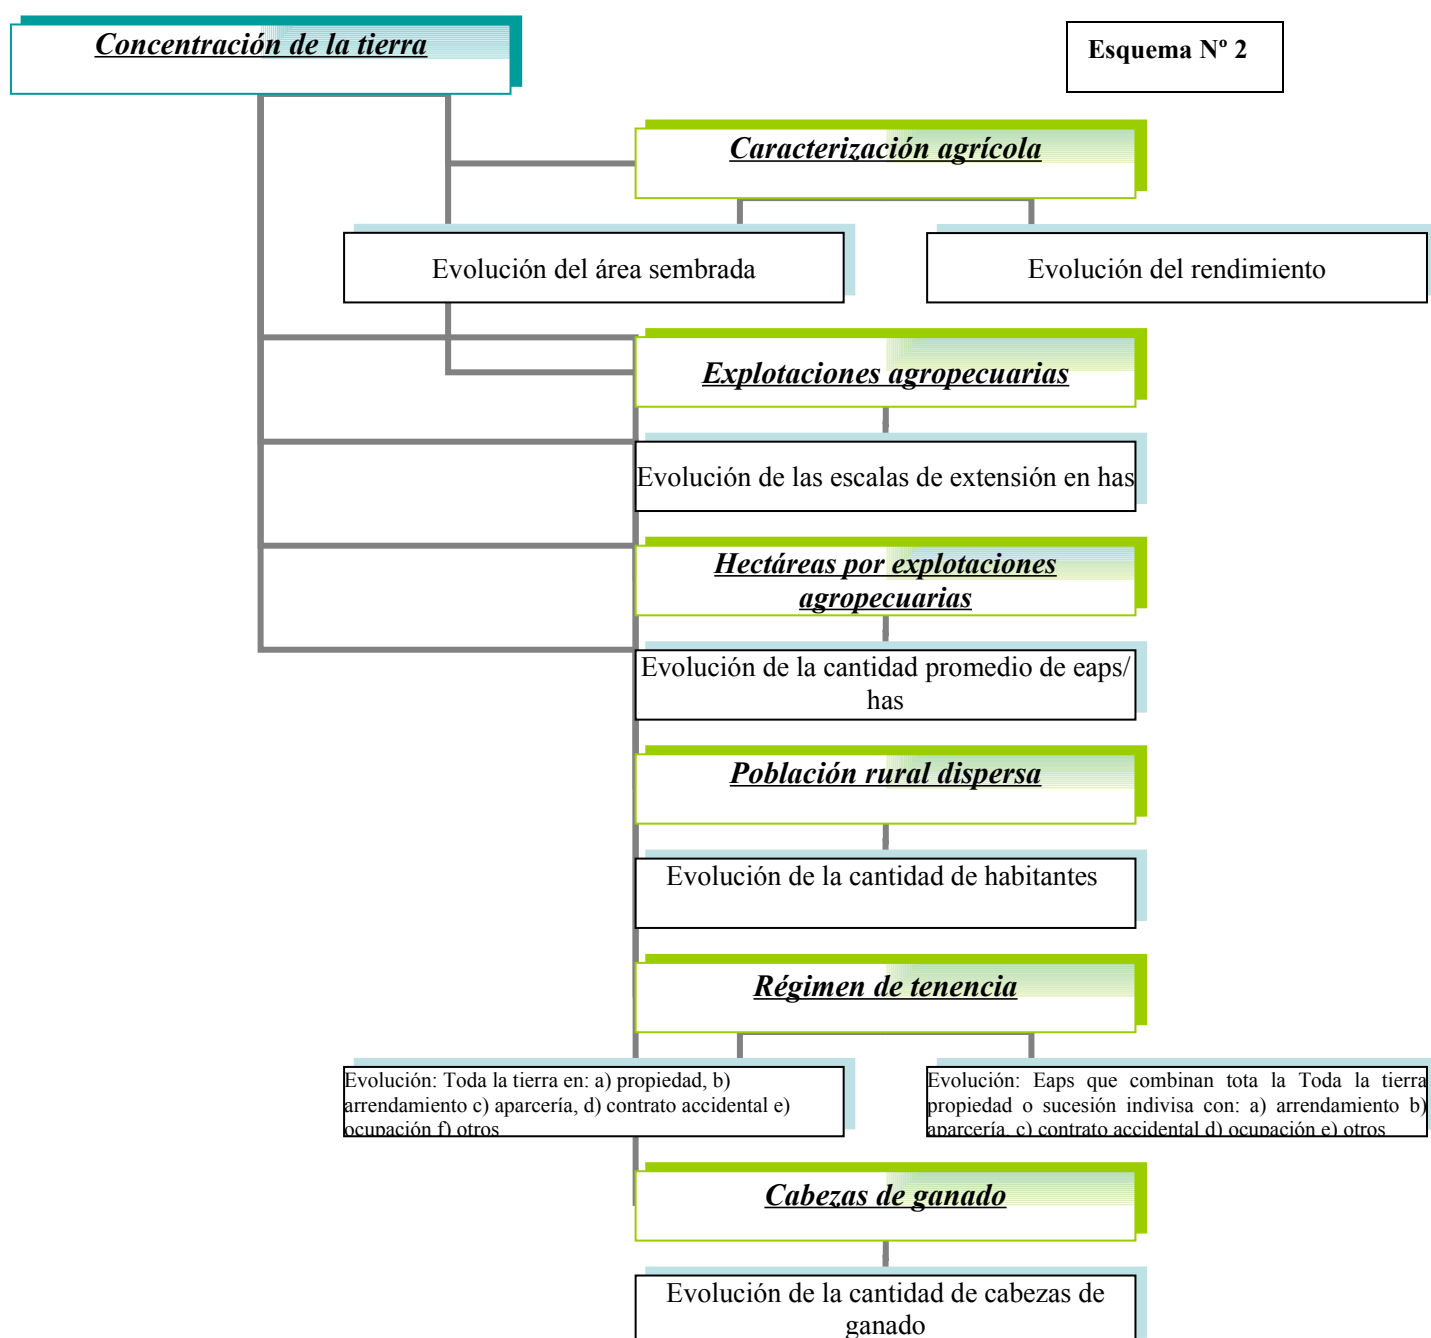 Concentración de la tierra
Esquema Nº 2
Caracterización agrícola
Evolución del área sembrada
Evolución del rendimiento
Explotaciones agropecuarias
Evolución de las escalas de extensión en has
Hectáreas por explotaciones
agropecuarias
Evolución de la cantidad promedio de eaps/
has
Población rural dispersa
Evolución de la cantidad de habitantes
Régimen de tenencia
Evolución: Toda la tierra en: a) propiedad, b)
arrendamiento c) aparcería, d) contrato accidental e)
ocupación f) otros
Evolución: Eaps que combinan tota la Toda la tierra
propiedad o sucesión indivisa con: a) arrendamiento b)
aparcería, c) contrato accidental d) ocupación e) otros
Cabezas de ganado
Evolución de la cantidad de cabezas de
ganado